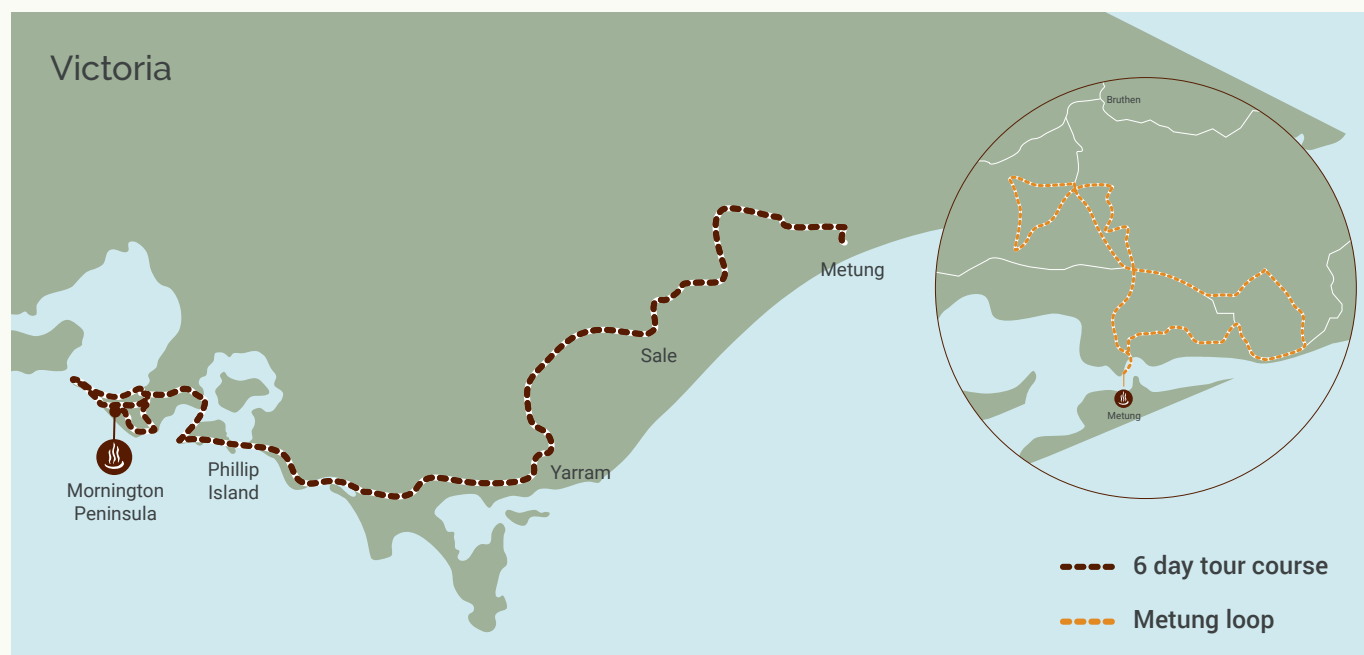 Victoria
Bruthen
Metung
Sale
Metung
Phillip
Island
Yarram
Mornington
Peninsula
6 day tour course
Metung loop